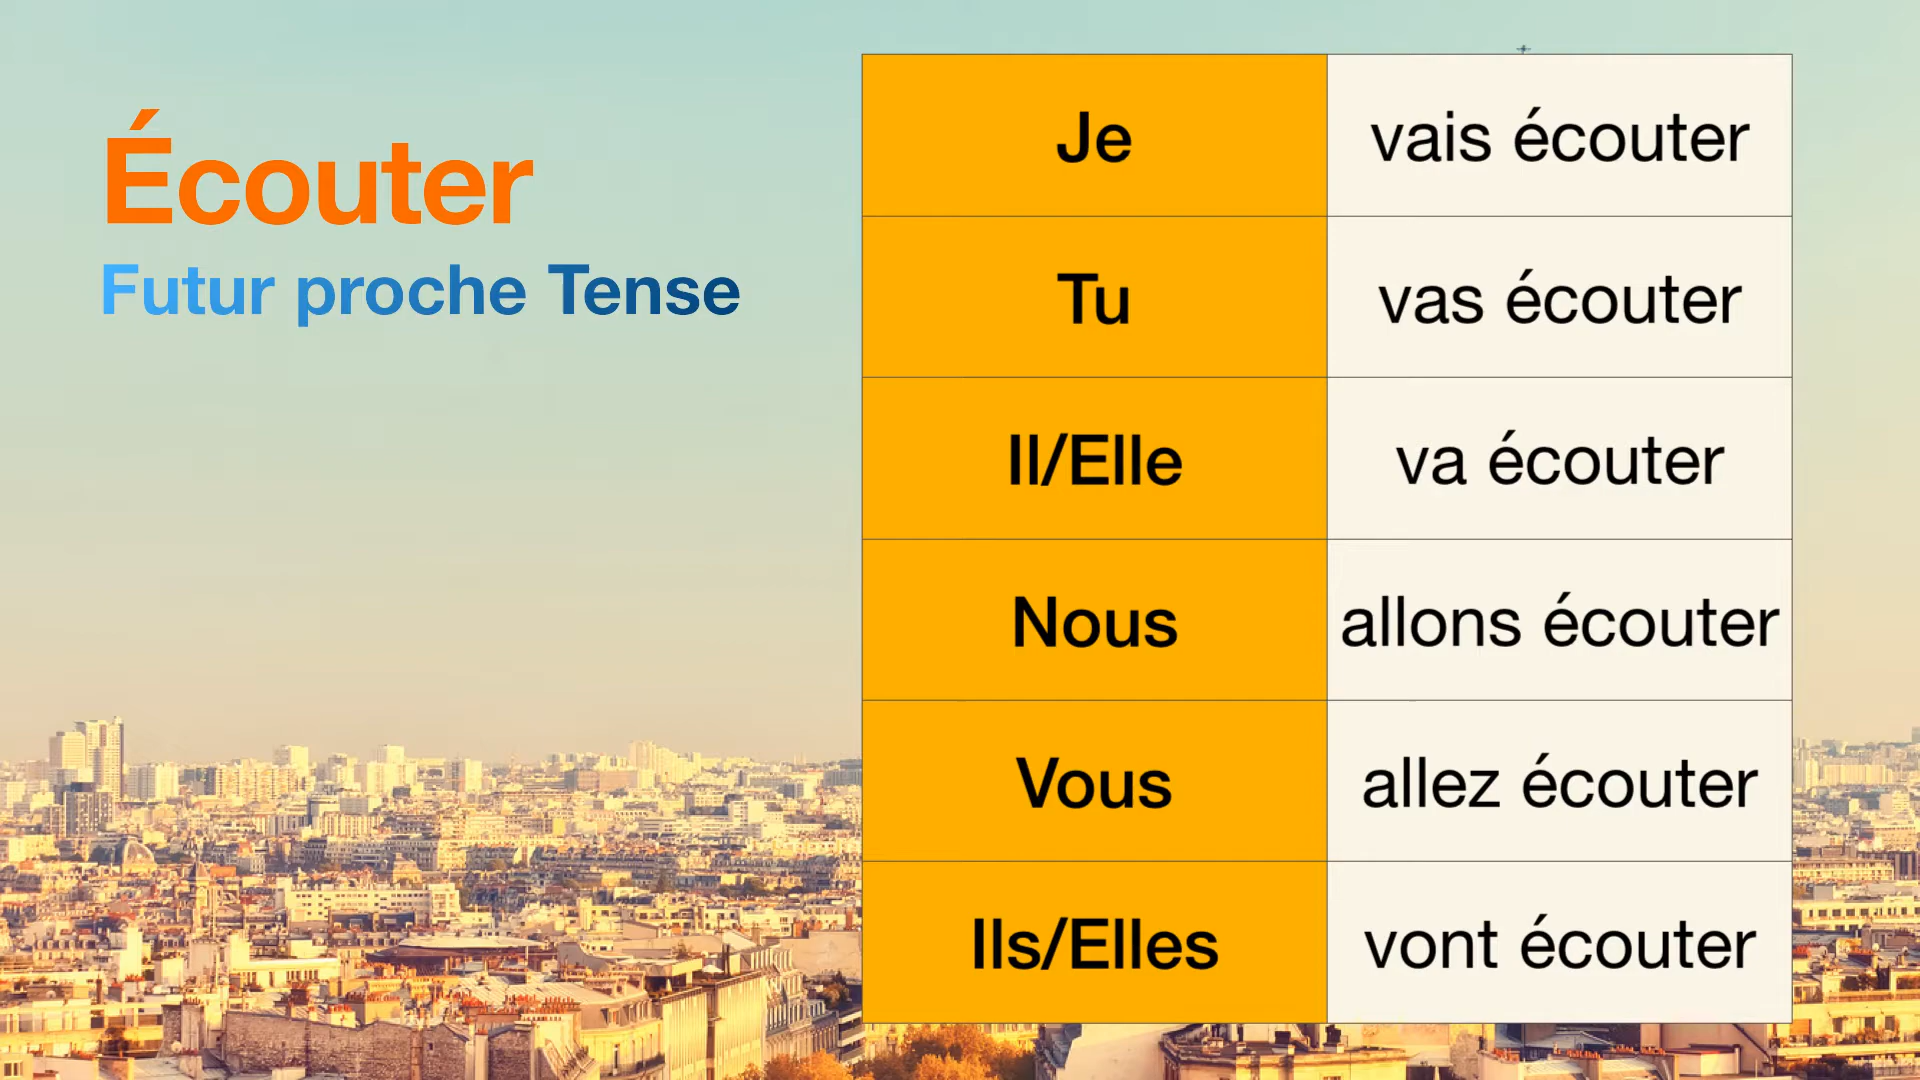 Écouter
Futur proche Tense
Je vais écouter
Tu vas écouter
Il/Elle va écouter
Nous allons écouter
Vous allez écouter
Ils/Elles vont écouter